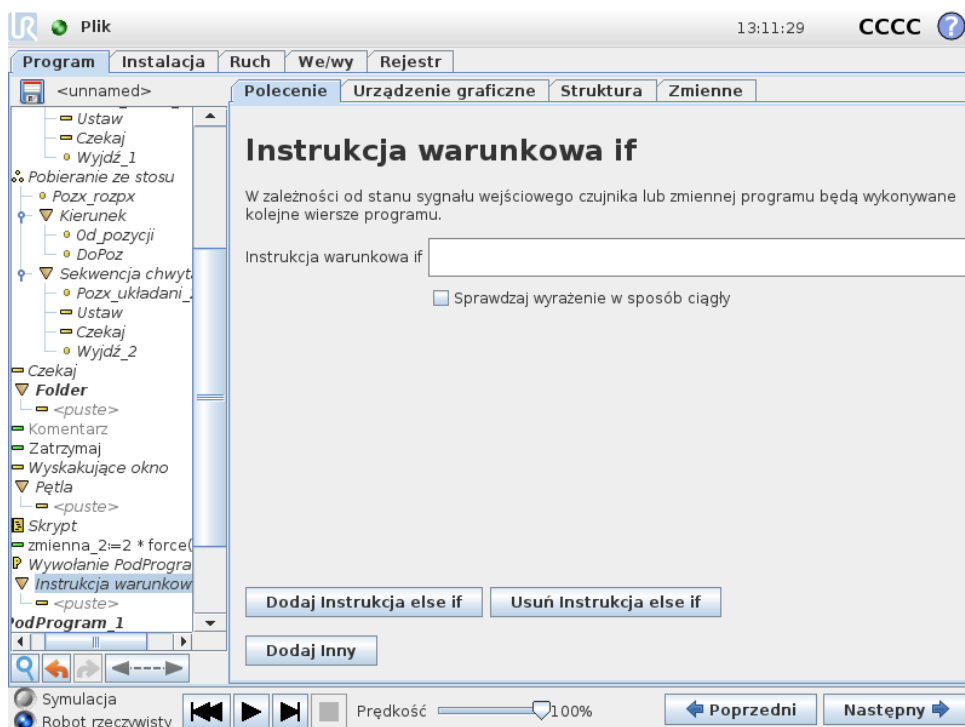 UR Plik 13:11:29 CCCC ?
Program Instalacja Ruch We/wy Rejestr
<unnamed>
Polecenie Urządzenie graficzne Struktura Zmienne
Ustaw
Czekaj
Wyjdź_1
Pobieranie ze stosu
Pozx_rozpx
Kierunek
Od_pozycji
DoPoz
Sekwencja chwyt
Pozx_układani_2
Ustaw
Czekaj
Wyjdź_2
Czekaj
Folder
<puste>
Komentarz
Zatrzymaj
Wyskakujące okno
Pętla
<puste>
Skrypt
zmienna_2:=2 * force(
Wywołanie PodProgra
Instrukcja warunkow
<puste>
PodProgram_1
Instrukcja warunkowa if
W zależności od stanu sygnału wejściowego czujnika lub zmiennej programu będą wykonywane
kolejne wiersze programu.
Instrukcja warunkowa if
Sprawdzaj wyrażenie w sposób ciągły
Dodaj Instrukcja else if Usuń Instrukcja else if
Dodaj Inny
Symulacja
Robot rzeczywisty
Prędkość 100%
Poprzedni Następny